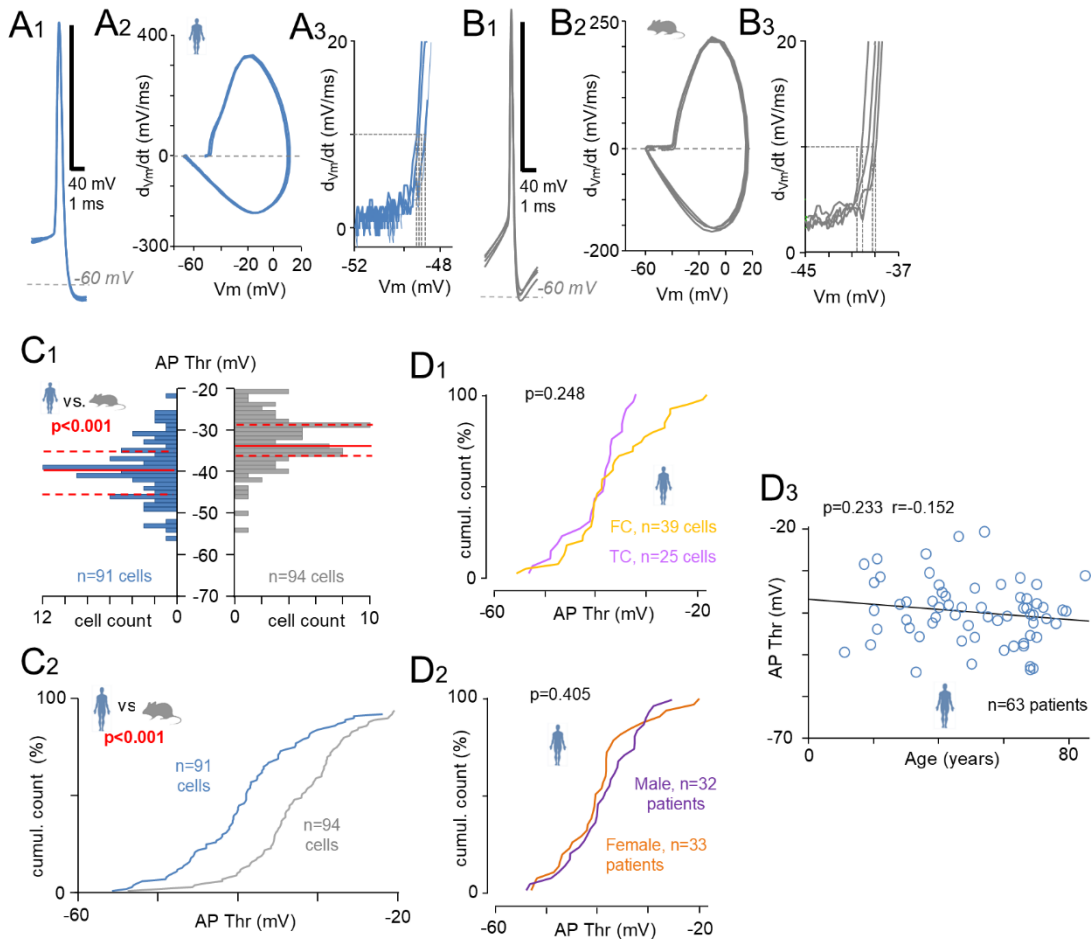 A1
40 mV
1 ms
-60 mV
A2
dVm/dt (mV/ms)
400
0
-300
-60
-20
0
20
Vm (mV)
A3
dVm/dt (mV/ms)
20
0
-52
-48
Vm (mV)
B1
40 mV
1 ms
-60 mV
B2
dVm/dt (mV/ms)
250
0
-200
-60
-20
0
20
Vm (mV)
B3
dVm/dt (mV/ms)
20
0
-45
-37
Vm (mV)
C1
AP Thr (mV)
vs.
p<0.001
-20
-30
-40
-50
-60
-70
n=91 cells
n=94 cells
12
0
0
10
cell count
cell count
C2
vs
p<0.001
100
0
cumul. count (%)
n=91
cells
n=94
cells
-60
-20
AP Thr (mV)
D1
p=0.248
100
0
cumul. count (%)
FC, n=39 cells
TC, n=25 cells
-60
-20
AP Thr (mV)
D2
p=0.405
100
0
cumul. count (%)
Male, n=32
patients
Female, n=33
patients
-60
-20
AP Thr (mV)
D3
p=0.233 r=-0.152
-20
-70
AP Thr (mV)
n=63 patients
0
40
80
Age (years)